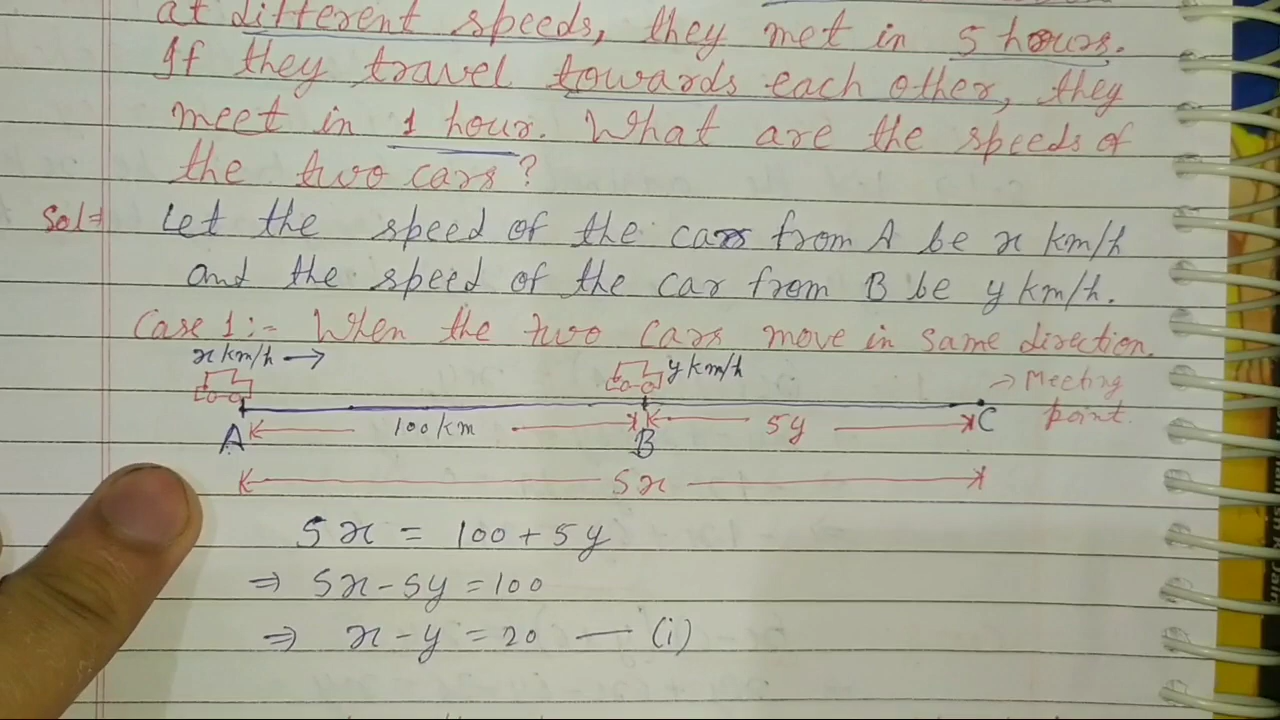 at different speeds, they met in 5 hours.
If they travel towards each other, they
meet in 1 hour. What are the speeds of
the two cars?
Sol⇒ Let the speed of the cars from A be x km/h
and the speed of the car from B be y km/h.
Case 1:- When the two cars move in same direction.
x km/h → y km/h → Meeting point.
A 100 km B 5y C
5x
5x = 100 + 5y
⇒ 5x - 5y = 100
⇒ x - y = 20 — (i)